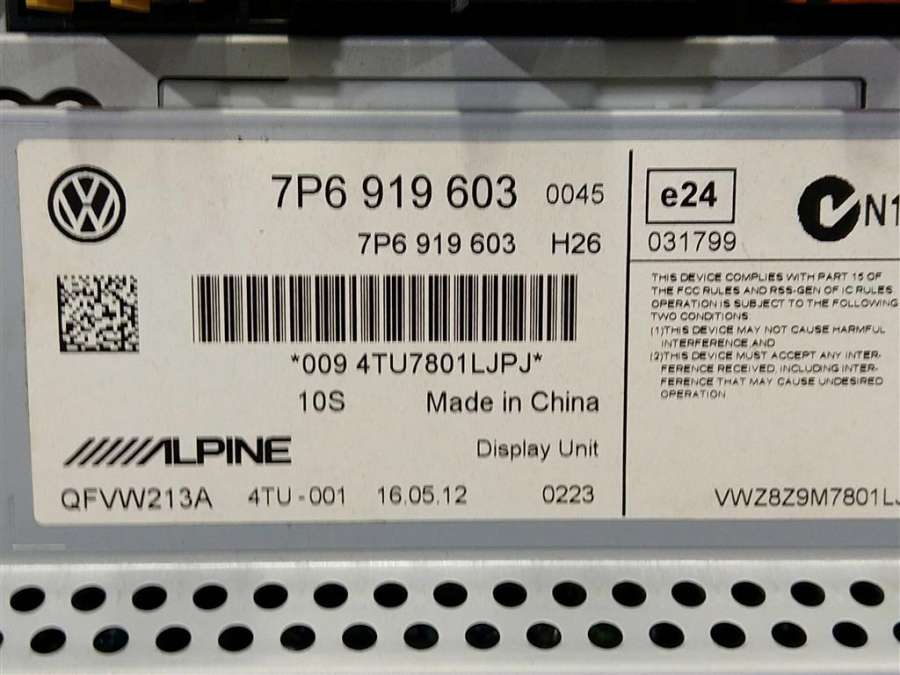 7P6 919 603 0045
7P6 919 603 H26
*009 4TU7801LJPJ*
10S Made in China
ALPINE Display Unit
QFVW213A 4TU-001 16.05.12 0223
e24
031799
N1
THIS DEVICE COMPLIES WITH PART 15 OF
THE FCC RULES AND RSS-GEN OF IC RULES
OPERATION IS SUBJECT TO THE FOLLOWING
TWO CONDITIONS
(1)THIS DEVICE MAY NOT CAUSE HARMFUL
INTERFERENCE AND
(2)THIS DEVICE MUST ACCEPT ANY INTER-
FERENCE RECEIVED, INCLUDING INTER-
FERENCE THAT MAY CAUSE UNDESIRED
OPERATION
VWZ8Z9M7801LJ